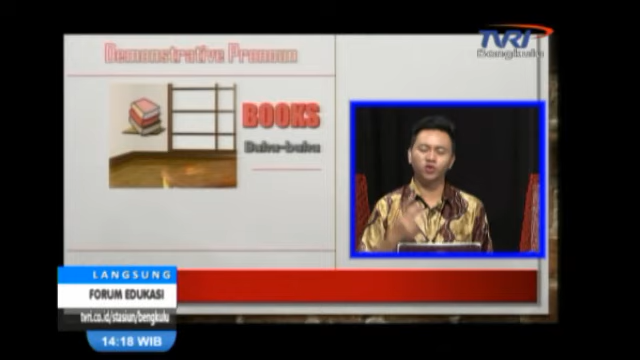 Demonstrative Pronoun
TVRI
Bengkulu
BOOKS
Buku-buku
LANGSUNG
FORUM EDUKASI
tvri.co.id/stasiun/bengkulu
14:18 WIB